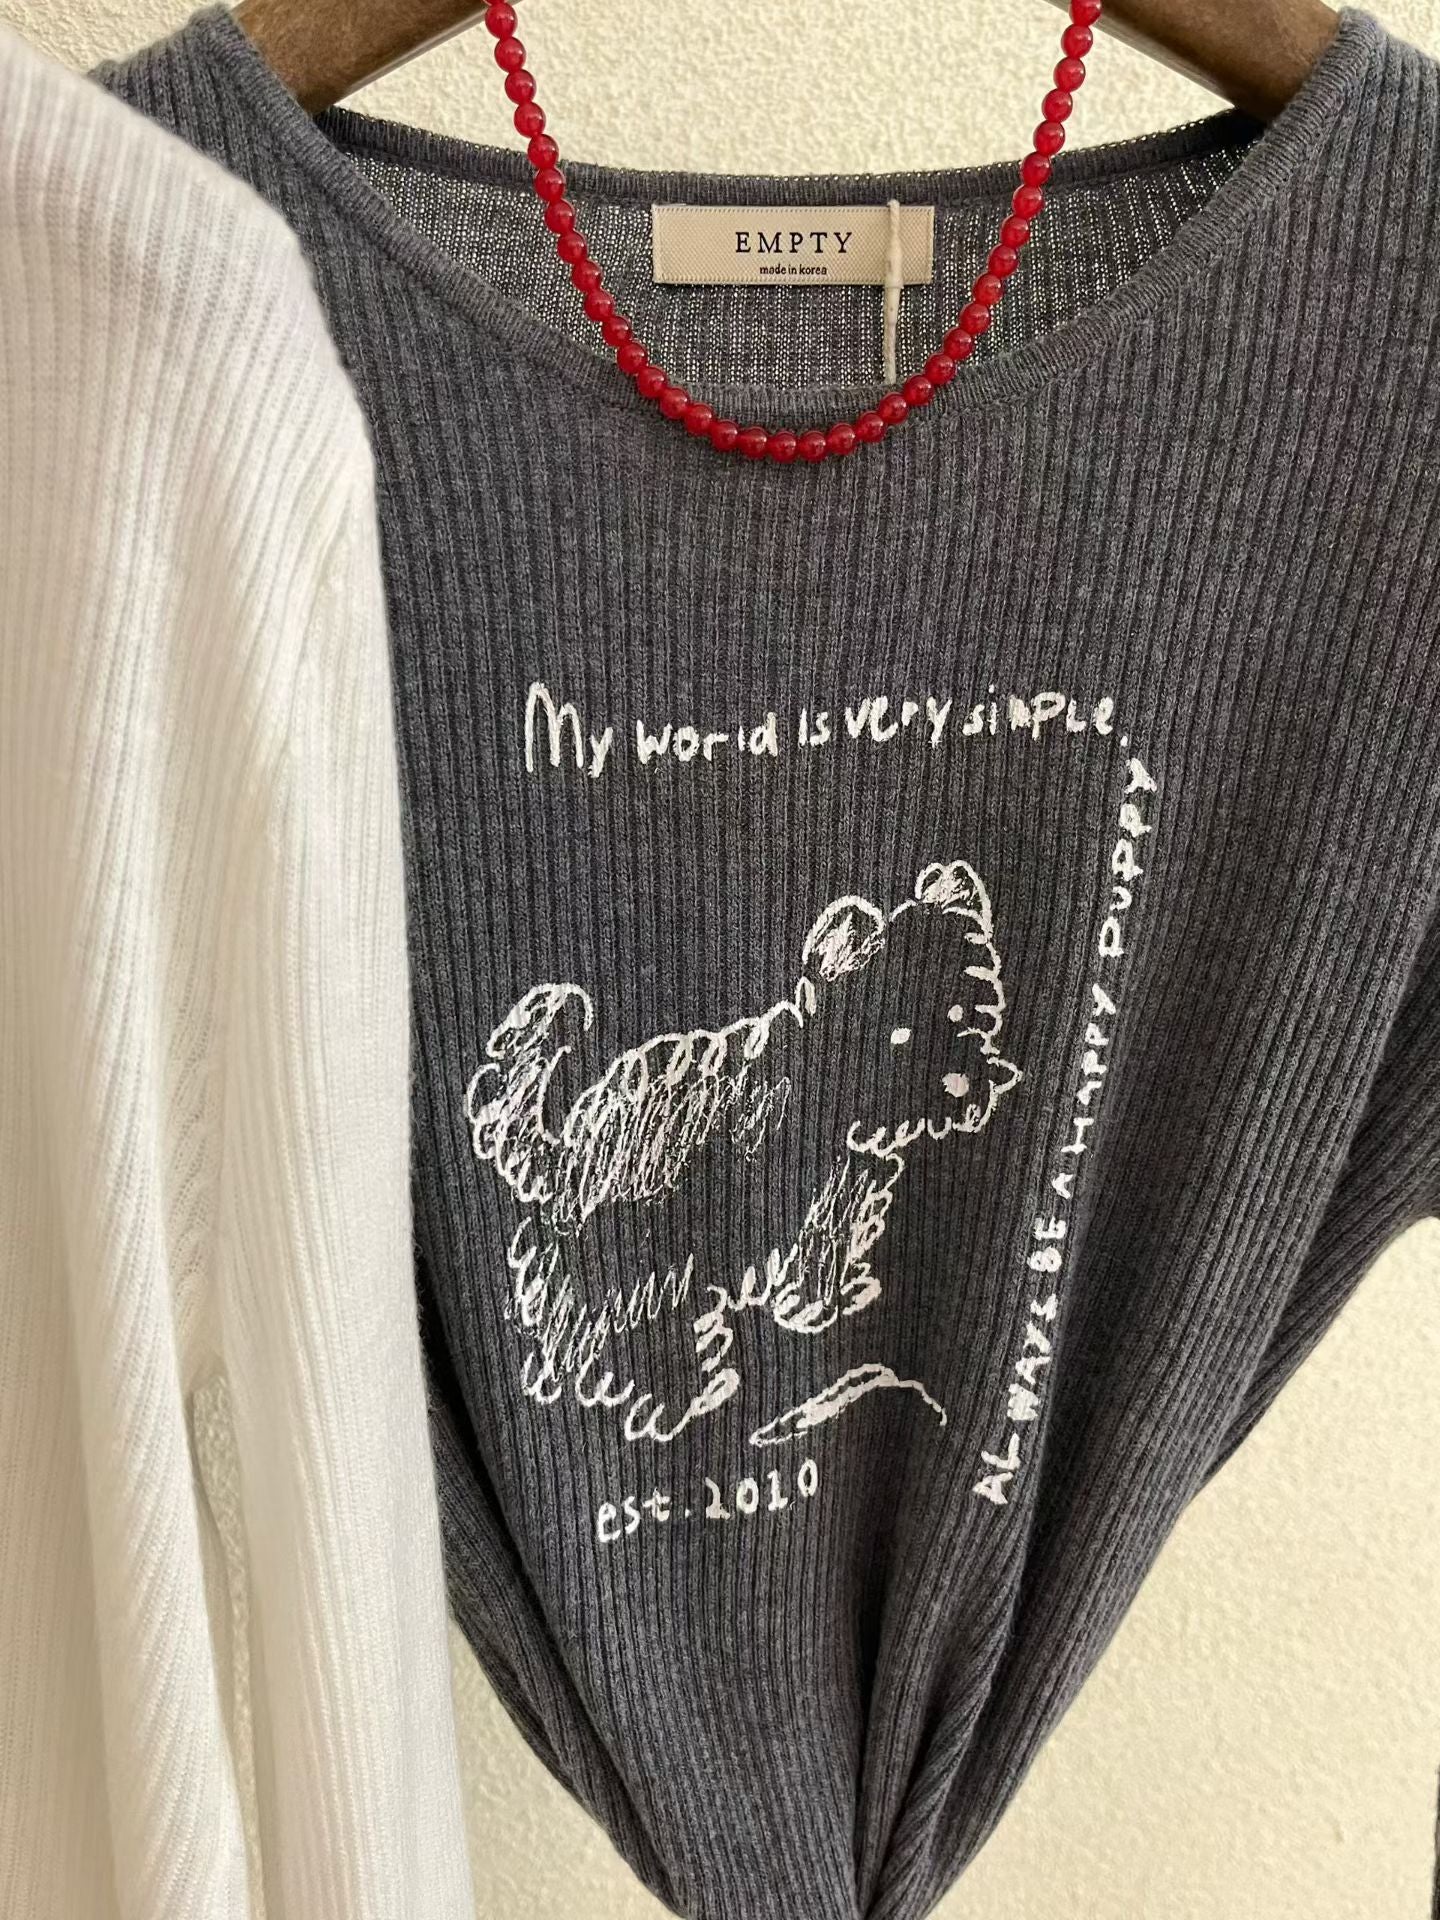 EMPTY
made in korea
My world is very simple.
ALWAYS BE A HAPPY PUPPY
est. 2010